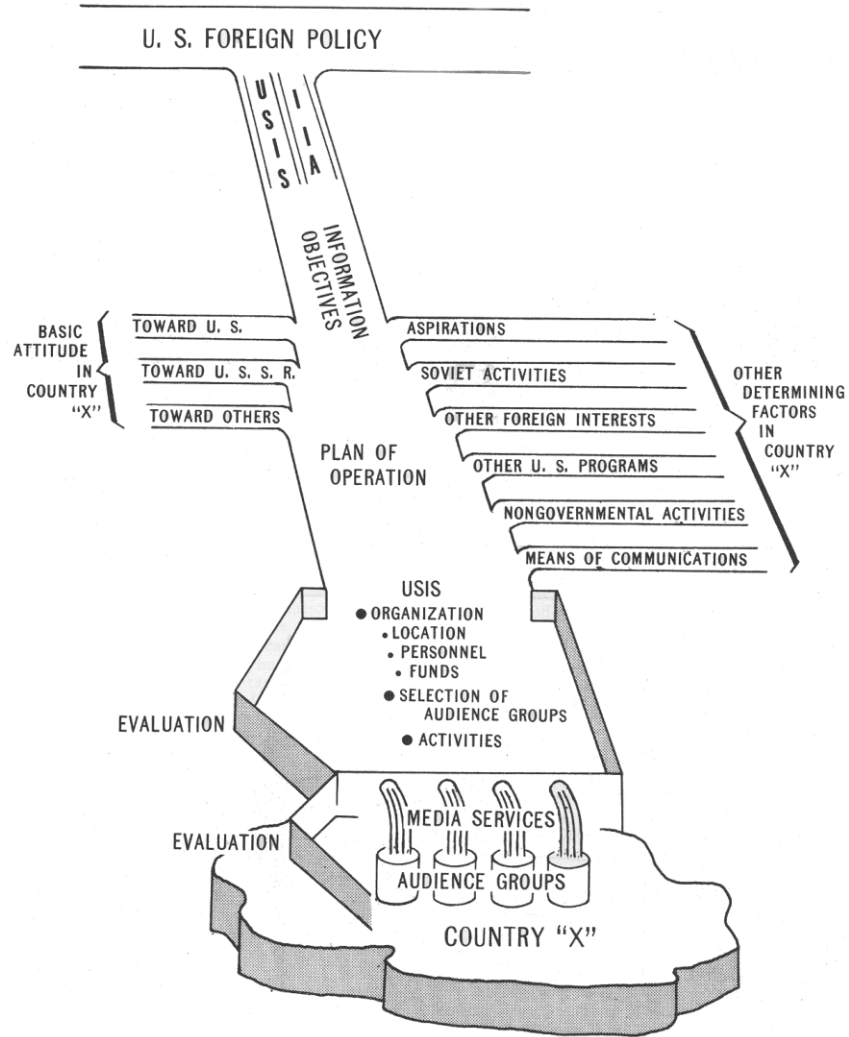 U. S. FOREIGN POLICY
USIS
IIA
INFORMATION
OBJECTIVES
BASIC
ATTITUDE
IN
COUNTRY
“X”
TOWARD U. S.
TOWARD U. S. S. R.
TOWARD OTHERS
ASPIRATIONS
SOVIET ACTIVITIES
OTHER FOREIGN INTERESTS
OTHER U. S. PROGRAMS
NONGOVERNMENTAL ACTIVITIES
MEANS OF COMMUNICATIONS
OTHER
DETERMINING
FACTORS
IN
COUNTRY
“X”
PLAN OF
OPERATION
USIS
● ORGANIZATION
• LOCATION
• PERSONNEL
• FUNDS
● SELECTION OF
AUDIENCE GROUPS
● ACTIVITIES
EVALUATION
MEDIA SERVICES
EVALUATION
AUDIENCE GROUPS
COUNTRY “X”